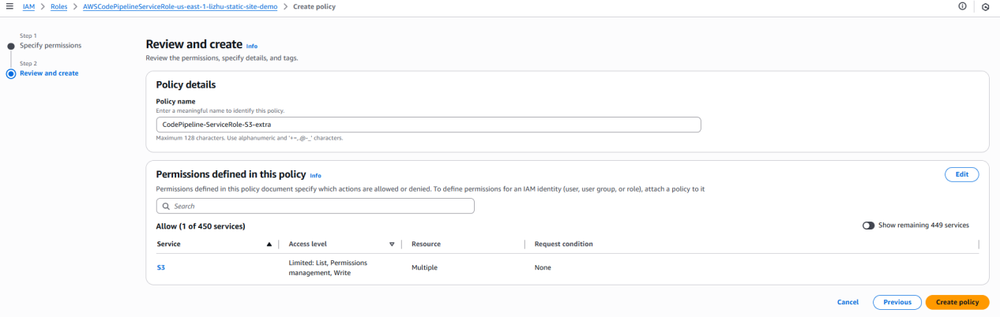 IAM > Roles > AWSCodePipelineServiceRole-us-east-1-lizhu-static-site-demo > Create policy
Step 1
Specify permissions
Step 2
Review and create
Review and create Info
Review the permissions, specify details, and tags.
Policy details
Policy name
Enter a meaningful name to identify this policy.
CodePipeline-ServiceRole-S3-extra
Maximum 128 characters. Use alphanumeric and '+=,.@-_' characters.
Permissions defined in this policy Info
Edit
Permissions defined in this policy document specify which actions are allowed or denied. To define permissions for an IAM identity (user, user group, or role), attach a policy to it
Search
Allow (1 of 450 services)
Show remaining 449 services
Service Access level Resource Request condition
S3 Limited: List, Permissions management, Write Multiple None
Cancel Previous Create policy